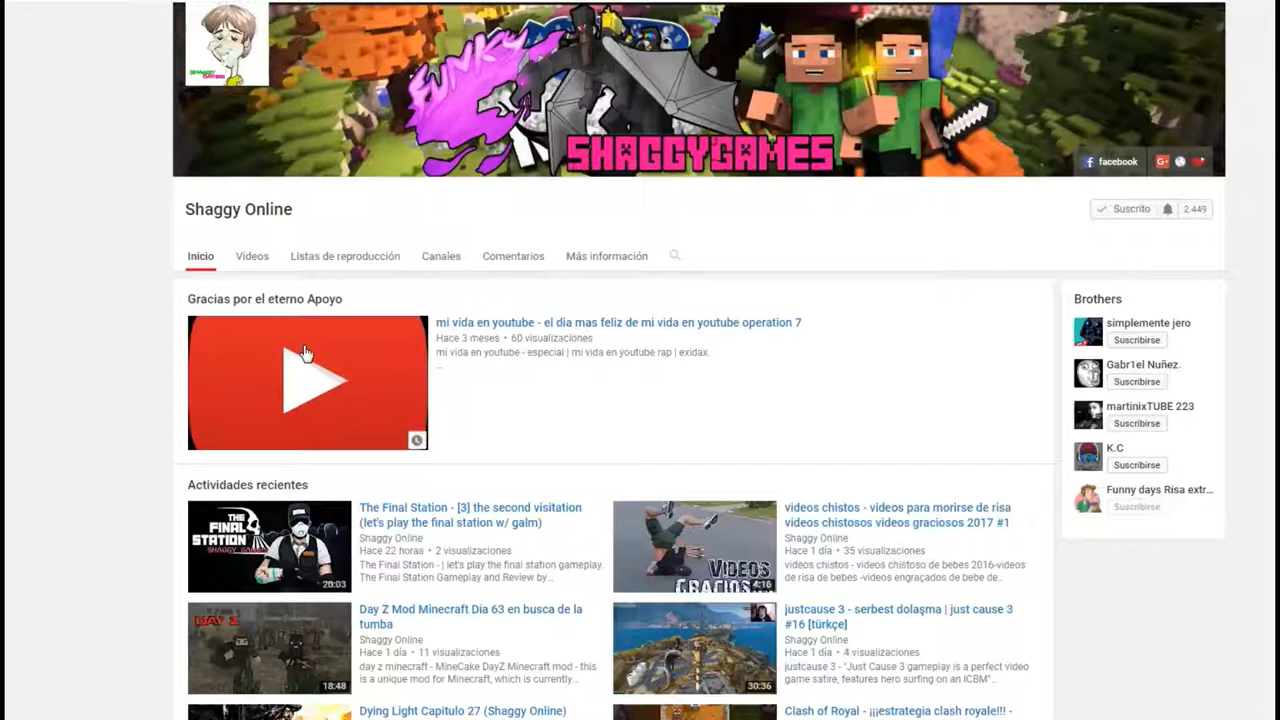 SHAGGYGAMES
facebook
Shaggy Online
Suscrito 2.449
Inicio Vídeos Listas de reproducción Canales Comentarios Más información
Gracias por el eterno Apoyo
mi vida en youtube - el dia mas feliz de mi vida en youtube operation 7
Hace 3 meses • 60 visualizaciones
mi vida en youtube - especial | mi vida en youtube rap | exidax.
...
Brothers
simplemente jero
Suscribirse
Gabr1el Nuñez.
Suscribirse
martinixTUBE 223
Suscribirse
K.C
Suscribirse
Funny days Risa extr...
Suscribirse
Actividades recientes
THE FINAL STATION
20:03
The Final Station - [3] the second visitation
(let's play the final station w/ galm)
Shaggy Online
Hace 22 horas • 2 visualizaciones
The Final Station - | let's play the final station gameplay.
The Final Station Gameplay and Review by...
VIDEOS
GRACIOS
4:16
videos chistos - videos para morirse de risa
videos chistosos videos graciosos 2017 #1
Shaggy Online
Hace 1 día • 35 visualizaciones
videos chistos - videos chistoso de bebes 2016-videos
de risa de bebes -videos engraçados de bebe de...
DAY Z
18:48
Day Z Mod Minecraft Dia 63 en busca de la
tumba
Shaggy Online
Hace 1 día • 11 visualizaciones
day z minecraft - MineCake DayZ Minecraft mod - this
is a unique mod for Minecraft, which is currently...
30:36
justcause 3 - serbest dolaşma | just cause 3
#16 [türkçe]
Shaggy Online
Hace 1 día • 4 visualizaciones
justcause 3 - "Just Cause 3 gameplay is a perfect video
game satire, features hero surfing on an ICBM"...
Dying Light Capitulo 27 (Shaggy Online)
Clash of Royal - ¡¡¡estrategia clash royale!!! -